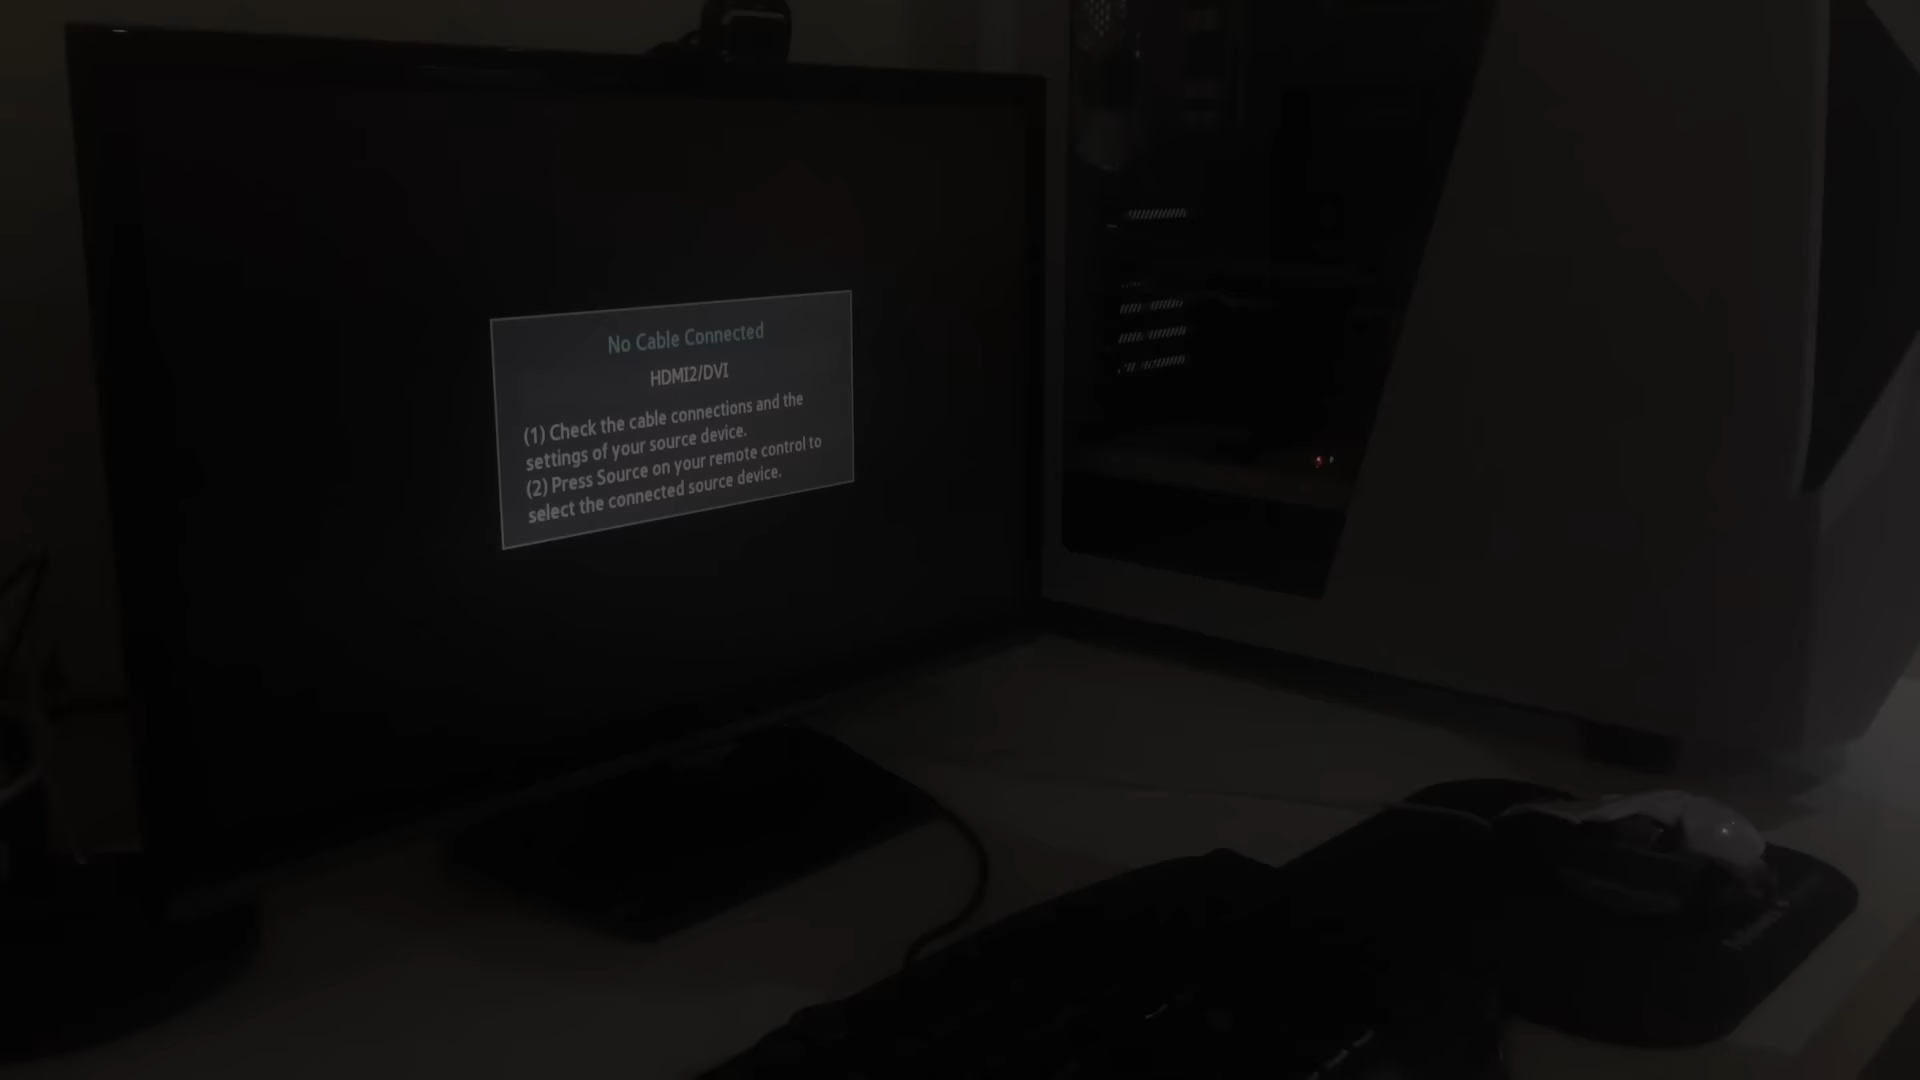 No Cable Connected
HDMI2/DVI
(1) Check the cable connections and the
settings of your source device.
(2) Press Source on your remote control to
select the connected source device.